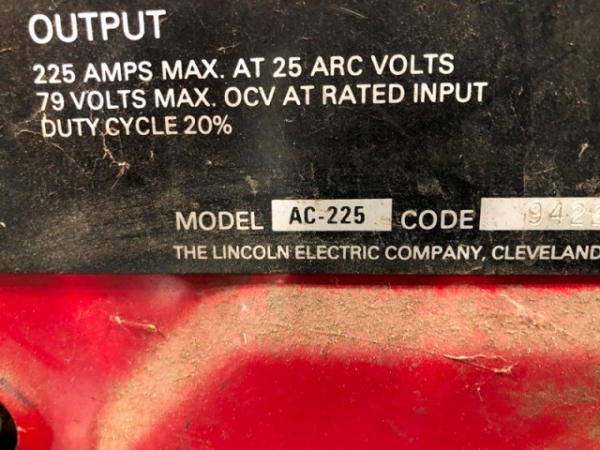 OUTPUT
225 AMPS MAX. AT 25 ARC VOLTS
79 VOLTS MAX. OCV AT RATED INPUT
DUTY CYCLE 20%
MODEL AC-225 CODE
THE LINCOLN ELECTRIC COMPANY, CLEVELAND